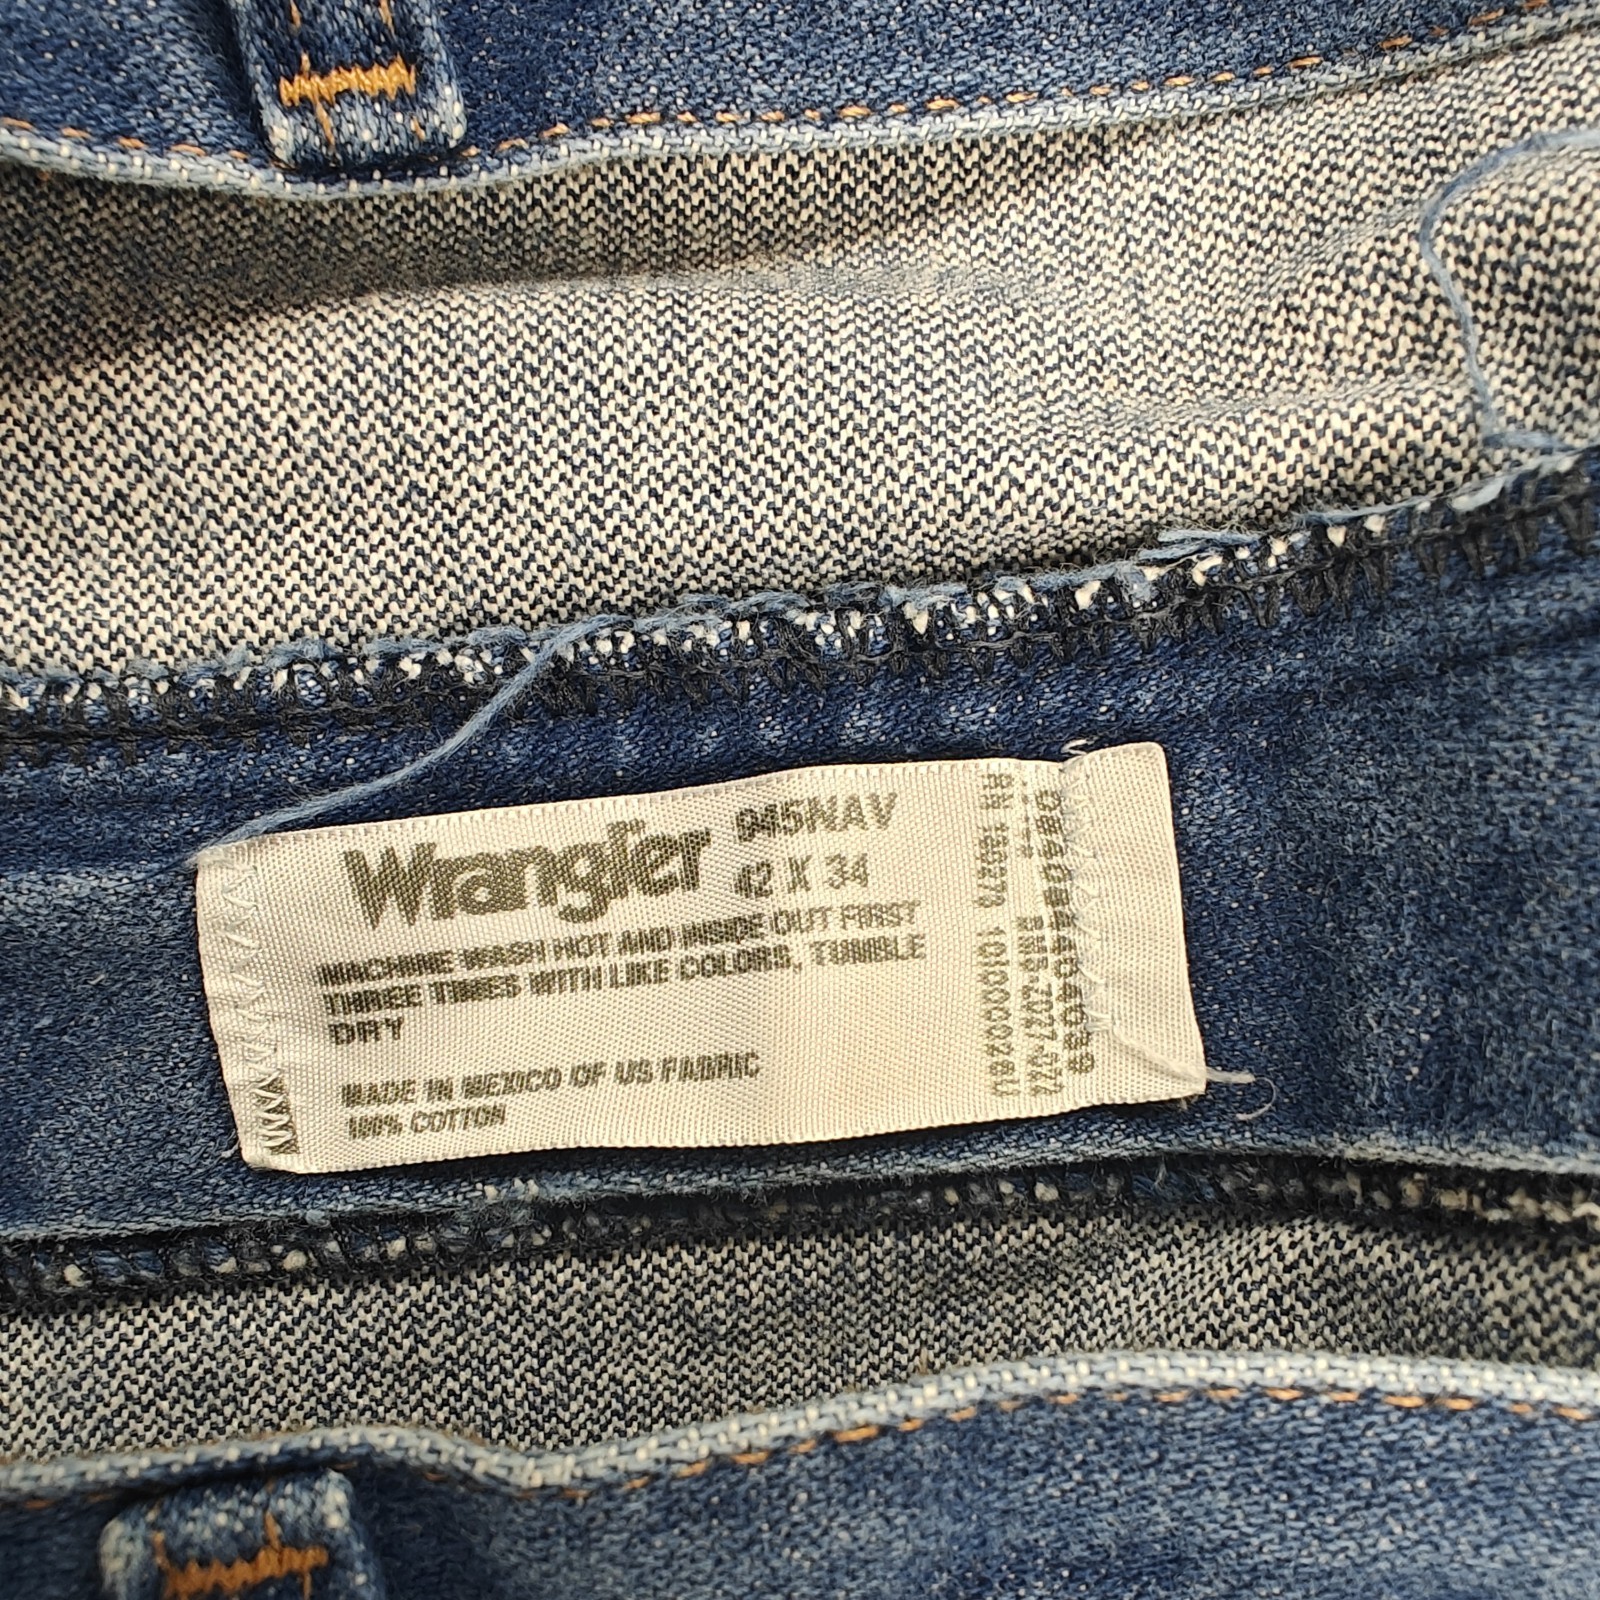 Wrangler 945NAV
42 X 34
MACHINE WASH HOT AND INSIDE OUT FIRST
THREE TIMES WITH LIKE COLORS, TUMBLE
DRY
MADE IN MEXICO OF US FABRIC
100% COTTON
RN 130273